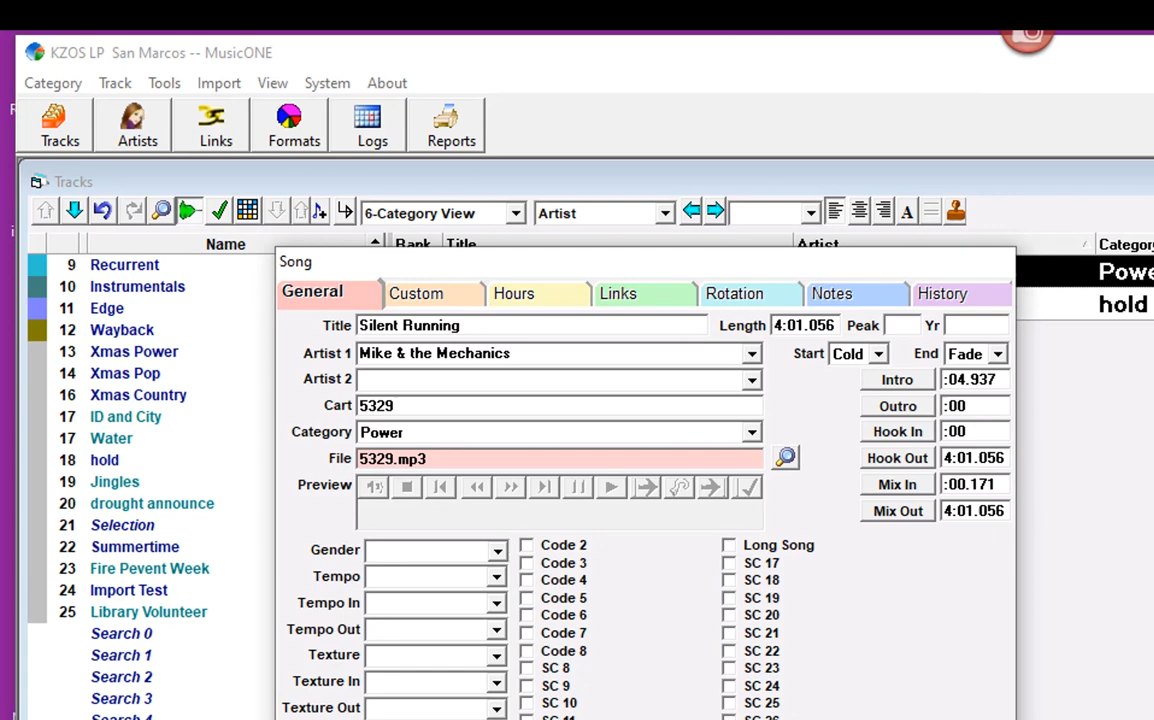 KZOS LP  San Marcos -- MusicONE
Category Track Tools Import View System About
Tracks Artists Links Formats Logs Reports
Tracks
6-Category View Artist A
Name Rank Title Artist
9 Recurrent
10 Instrumentals
11 Edge
12 Wayback
13 Xmas Power
14 Xmas Pop
16 Xmas Country
17 ID and City
17 Water
18 hold
19 Jingles
20 drought announce
21 Selection
22 Summertime
23 Fire Pevent Week
24 Import Test
25 Library Volunteer
Search 0
Search 1
Search 2
Search 3
Song
General Custom Hours Links Rotation Notes History
Title Silent Running Length 4:01.056 Peak Yr
Artist 1 Mike & the Mechanics Start Cold End Fade
Artist 2 Intro :04.937
Cart 5329 Outro :00
Category Power Hook In :00
File 5329.mp3 Hook Out 4:01.056
Preview Mix In :00.171
Mix Out 4:01.056
Gender Code 2 Long Song
Code 3 SC 17
Tempo Code 4 SC 18
Tempo In Code 5 SC 19
Code 6 SC 20
Tempo Out Code 7 SC 21
Texture Code 8 SC 22
SC 8 SC 23
Texture In SC 9 SC 24
Texture Out SC 10 SC 25
hold